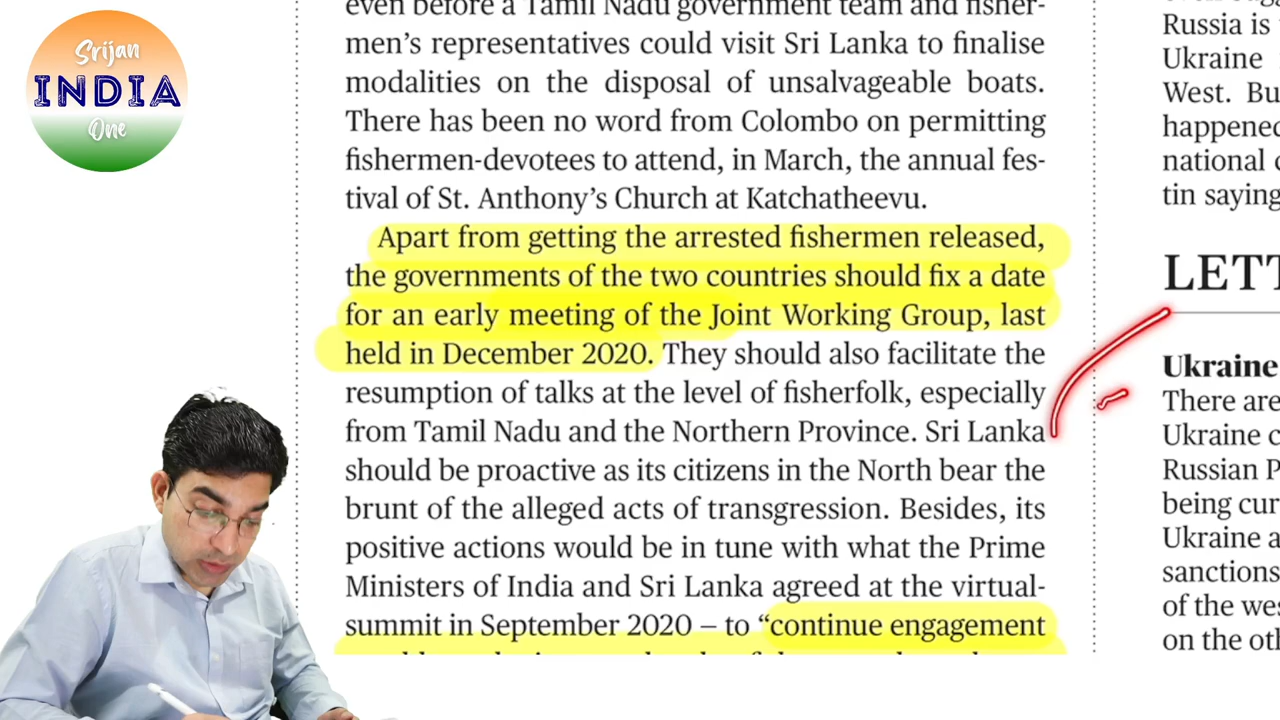 Srijan
INDIA
One
even before a Tamil Nadu government team and fisher-
men's representatives could visit Sri Lanka to finalise
modalities on the disposal of unsalvageable boats.
There has been no word from Colombo on permitting
fishermen-devotees to attend, in March, the annual fes-
tival of St. Anthony's Church at Katchatheevu.
Apart from getting the arrested fishermen released,
the governments of the two countries should fix a date
for an early meeting of the Joint Working Group, last
held in December 2020. They should also facilitate the
resumption of talks at the level of fisherfolk, especially
from Tamil Nadu and the Northern Province. Sri Lanka
should be proactive as its citizens in the North bear the
brunt of the alleged acts of transgression. Besides, its
positive actions would be in tune with what the Prime
Ministers of India and Sri Lanka agreed at the virtual-
summit in September 2020 – to “continue engagement
Russia is
Ukraine
West. Bu
happened
national
tin saying
LETT
Ukraine
There are
Ukraine c
Russian P
being cur
Ukraine a
sanctions
of the wes
on the oth